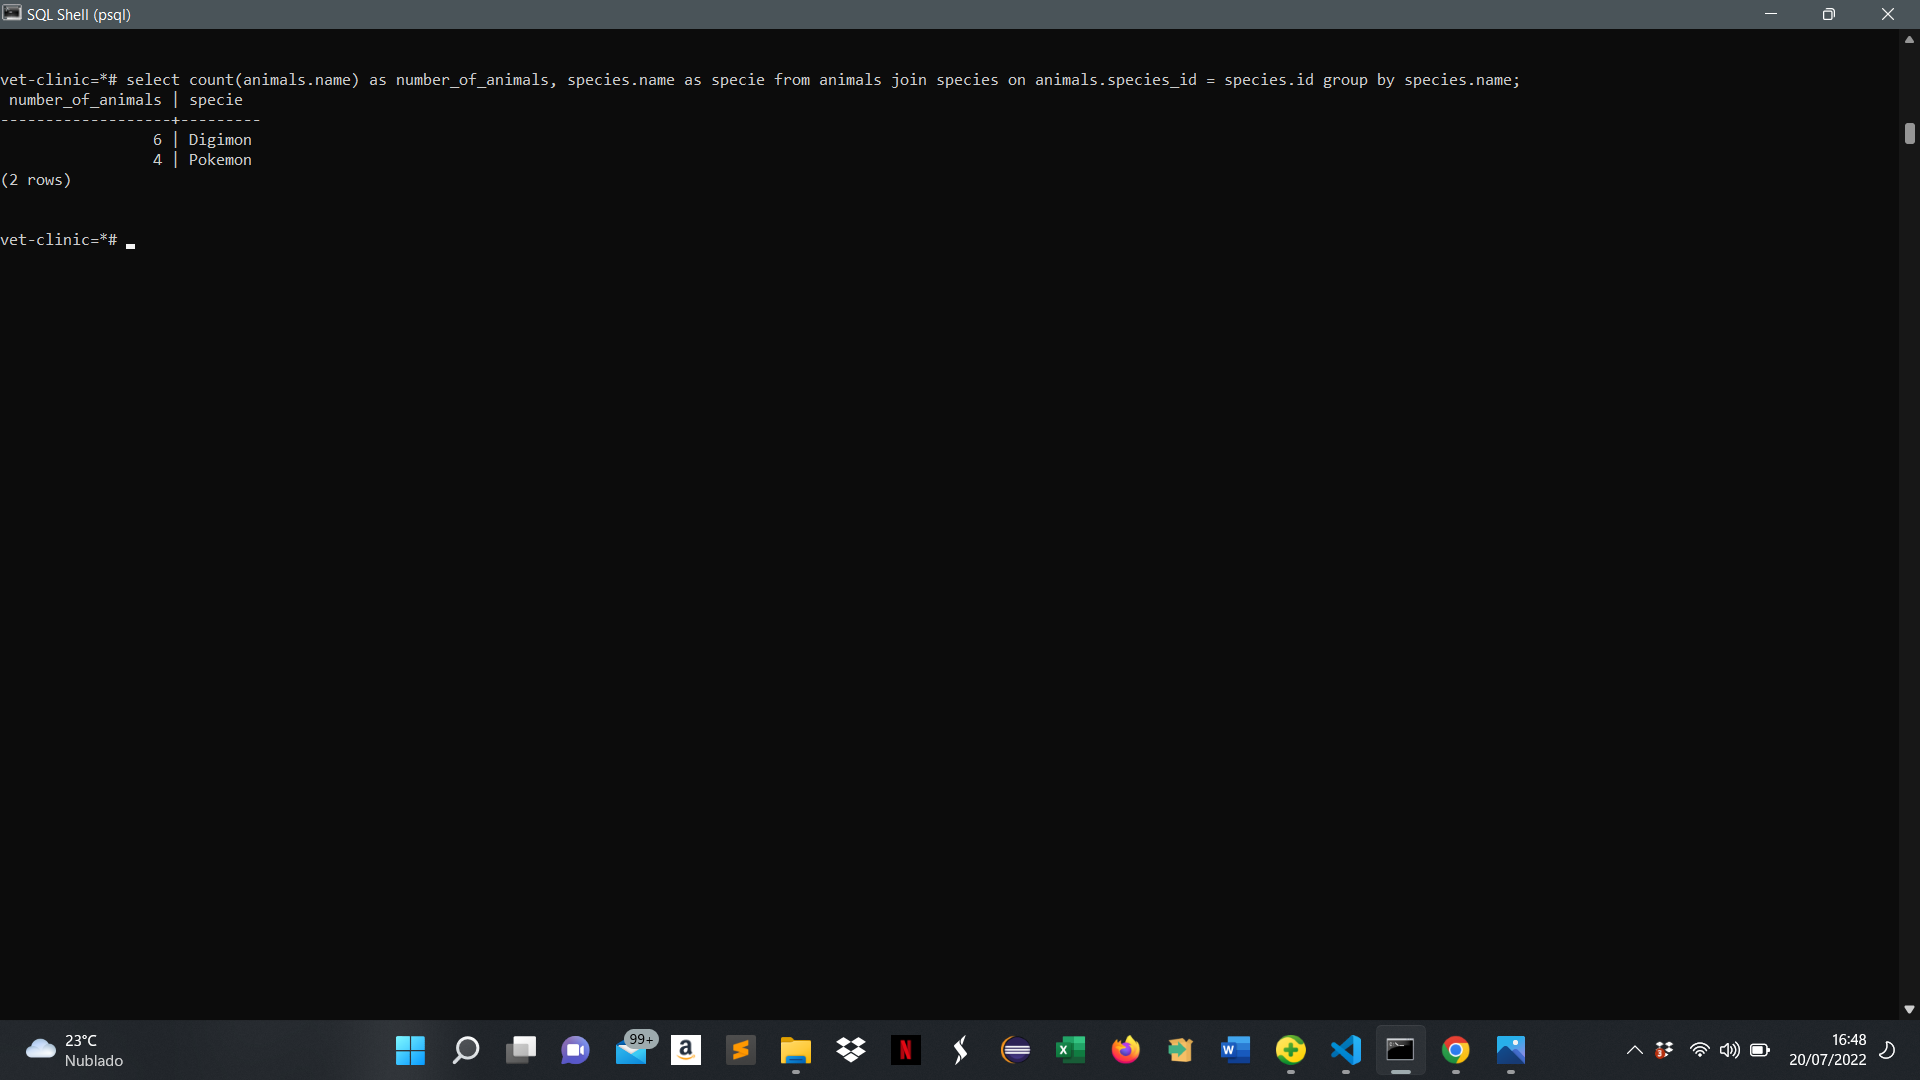 SQL Shell (psql)
vet-clinic=*# select count(animals.name) as number_of_animals, species.name as specie from animals join species on animals.species_id = species.id group by species.name;
 number_of_animals | specie
-------------------+---------
                 6 | Digimon
                 4 | Pokemon
(2 rows)
vet-clinic=*#
23°C
Nublado
99+
3
16:48
20/07/2022